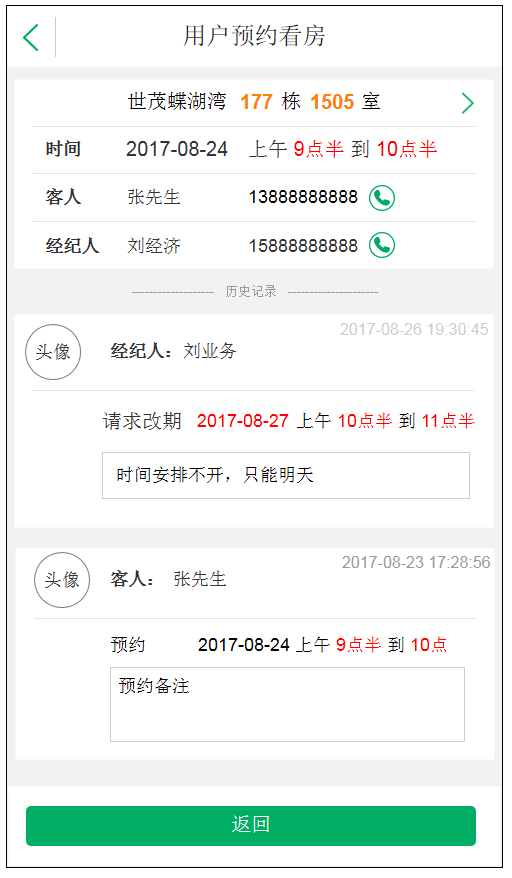 用户预约看房
世茂蝶湖湾 177 栋 1505 室
时间 2017-08-24 上午 9点半 到 10点半
客人 张先生 13888888888
经纪人 刘经济 15888888888
------------------- 历史记录 ---------------------
2017-08-26 19:30:45
头像 经纪人：刘业务
请求改期 2017-08-27 上午 10点半 到 11点半
时间安排不开，只能明天
2017-08-23 17:28:56
头像 客人： 张先生
预约 2017-08-24 上午 9点半 到 10点
预约备注
返回